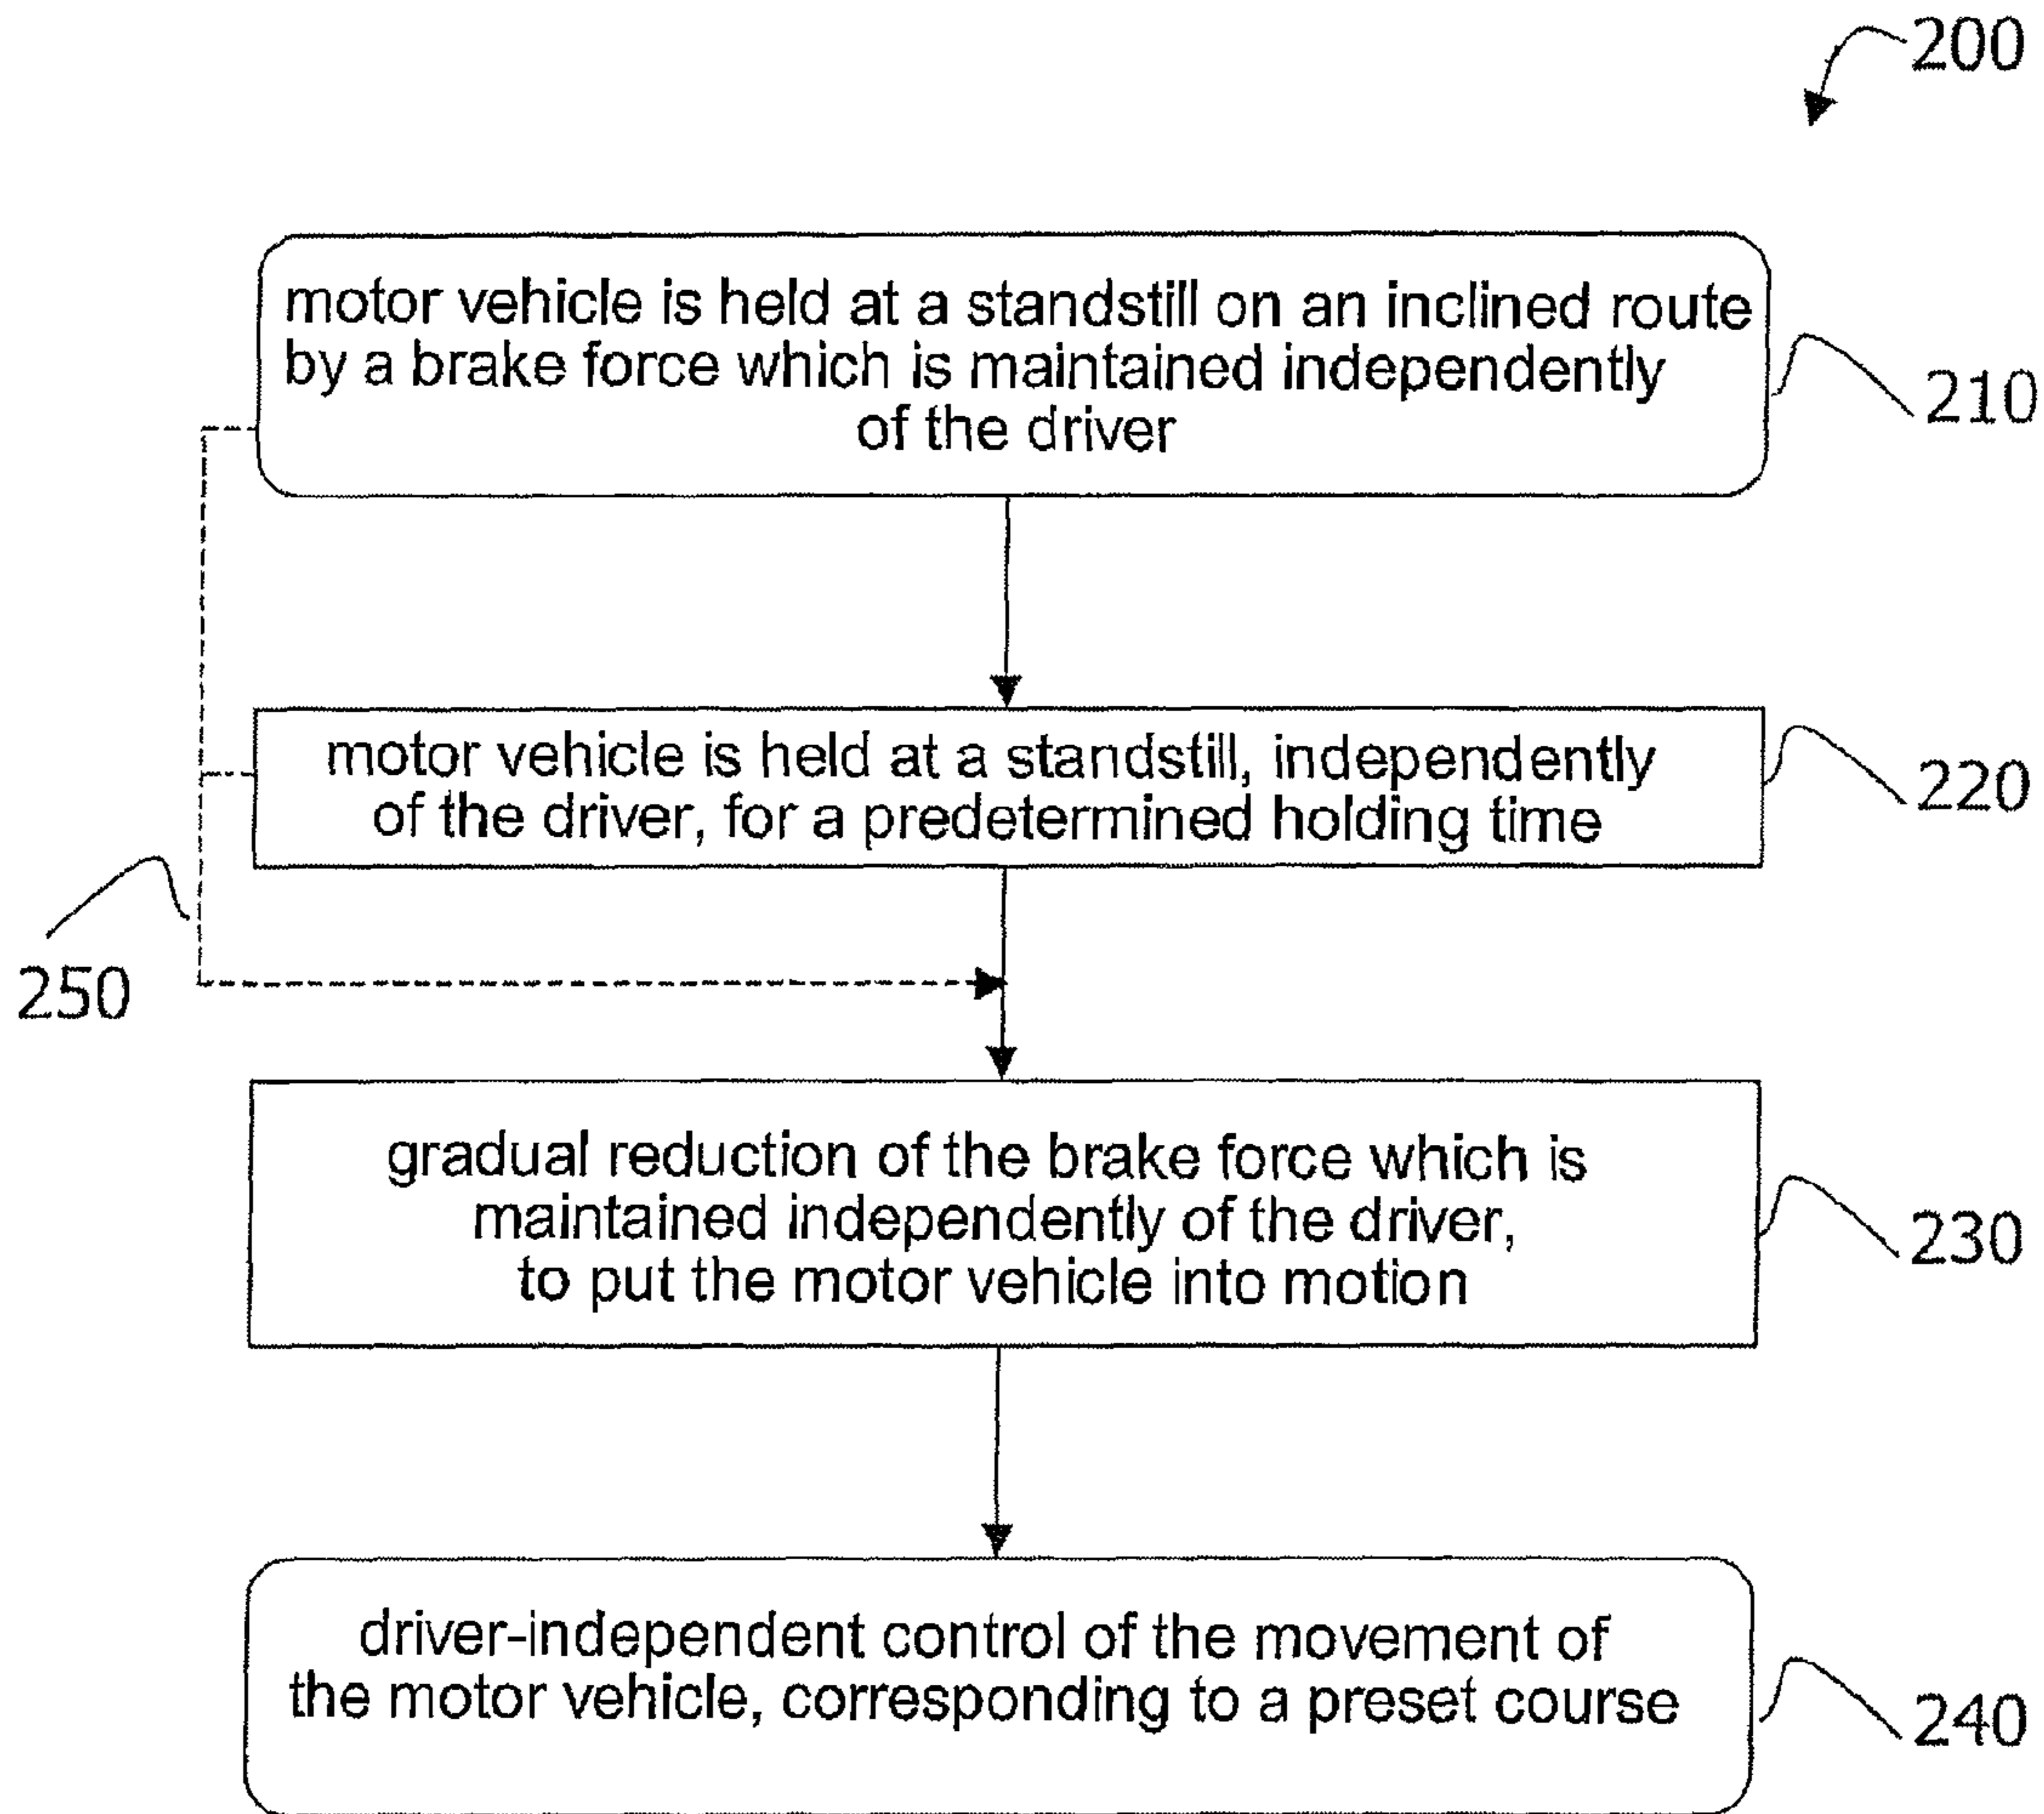 200
motor vehicle is held at a standstill on an inclined route
by a brake force which is maintained independently
of the driver
210
motor vehicle is held at a standstill, independently
of the driver, for a predetermined holding time
220
250
gradual reduction of the brake force which is
maintained independently of the driver,
to put the motor vehicle into motion
230
driver-independent control of the movement of
the motor vehicle, corresponding to a preset course
240